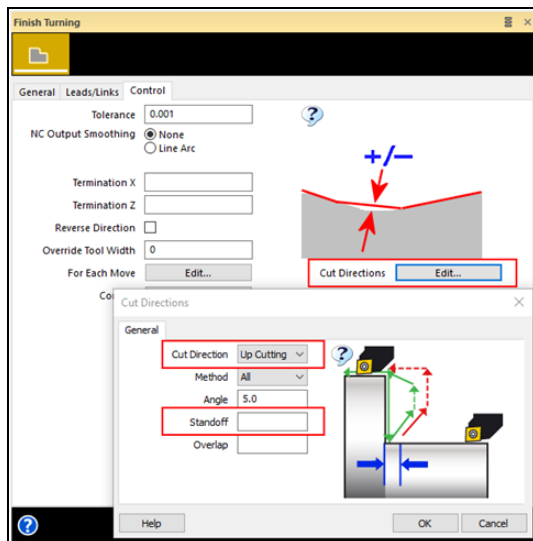 Finish Turning
General Leads/Links Control
Tolerance 0.001
NC Output Smoothing None
Line Arc
+/−
Termination X
Termination Z
Reverse Direction
Override Tool Width 0
For Each Move Edit...
Cut Directions Edit...
Cut Directions
General
Cut Direction Up Cutting
Method All
Angle 5.0
Standoff
Overlap
Help OK Cancel